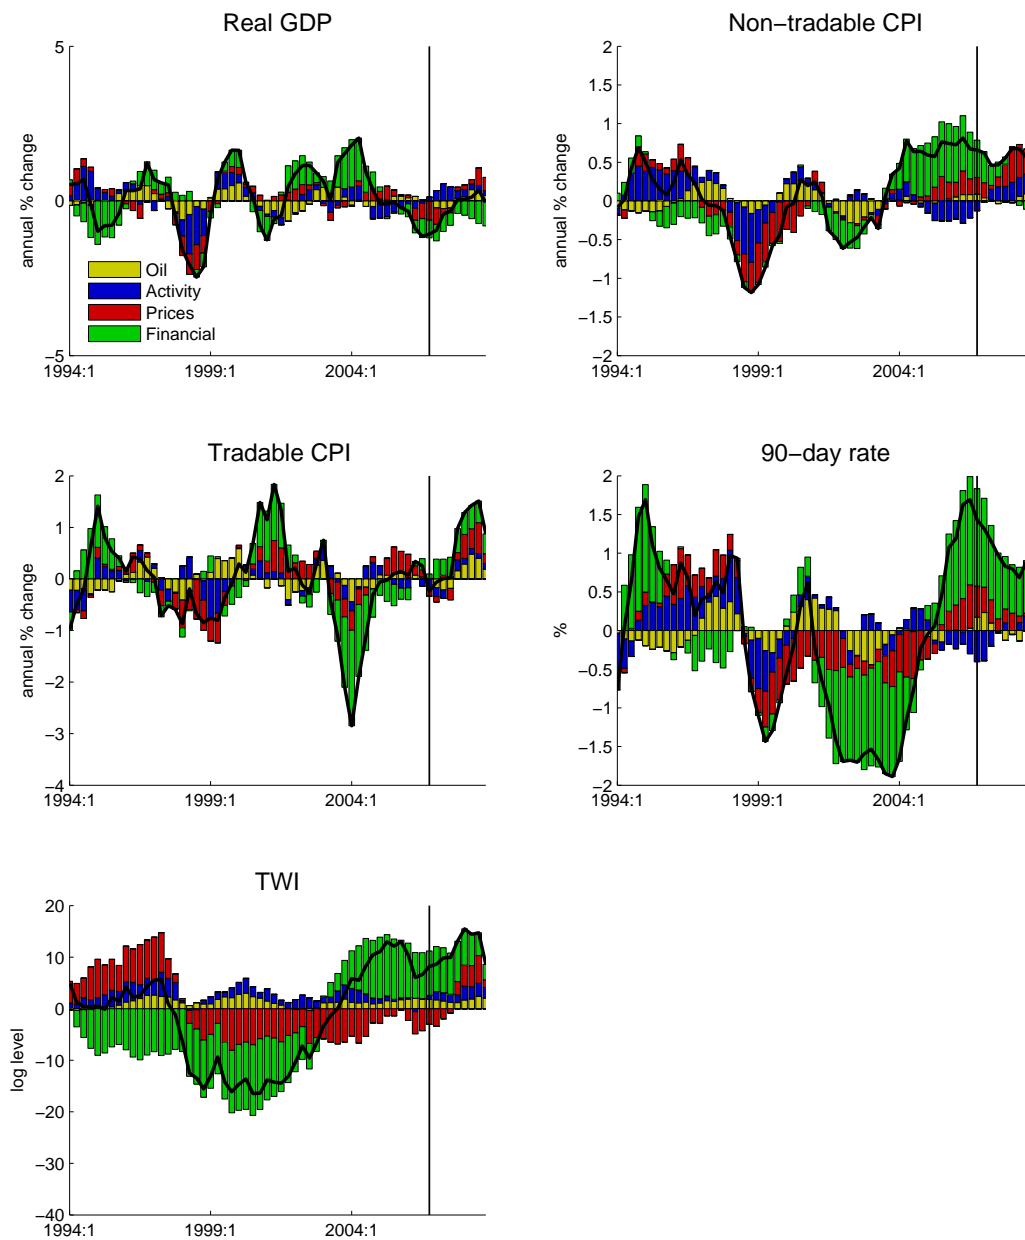 Real GDP
5
0
−5
annual % change
Oil
Activity
Prices
Financial
1994:1 1999:1 2004:1
Non−tradable CPI
2
1.5
1
0.5
0
−0.5
−1
−1.5
−2
annual % change
1994:1 1999:1 2004:1
Tradable CPI
2
1
0
−1
−2
−3
−4
annual % change
1994:1 1999:1 2004:1
90−day rate
2
1.5
1
0.5
0
−0.5
−1
−1.5
−2
%
1994:1 1999:1 2004:1
TWI
20
10
0
−10
−20
−30
−40
log level
1994:1 1999:1 2004:1